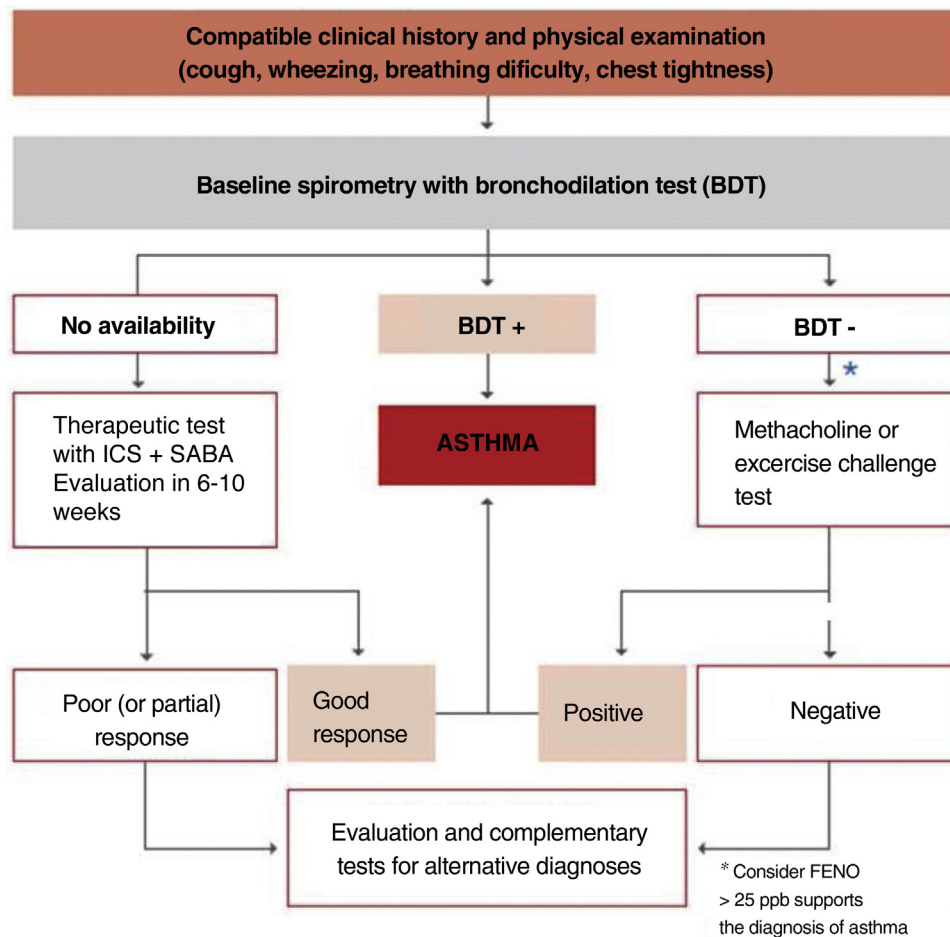 Compatible clinical history and physical examination
(cough, wheezing, breathing dificulty, chest tightness)
Baseline spirometry with bronchodilation test (BDT)
No availability
BDT +
BDT -
*
Therapeutic test
with ICS + SABA
Evaluation in 6-10
weeks
ASTHMA
Methacholine or
excercise challenge
test
Poor (or partial)
response
Good
response
Positive
Negative
Evaluation and complementary
tests for alternative diagnoses
* Consider FENO
> 25 ppb supports
the diagnosis of asthma